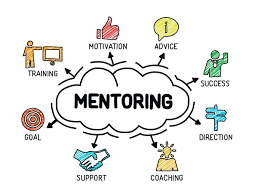 MOTIVATION
ADVICE
TRAINING
SUCCESS
MENTORING
GOAL
DIRECTION
SUPPORT
COACHING